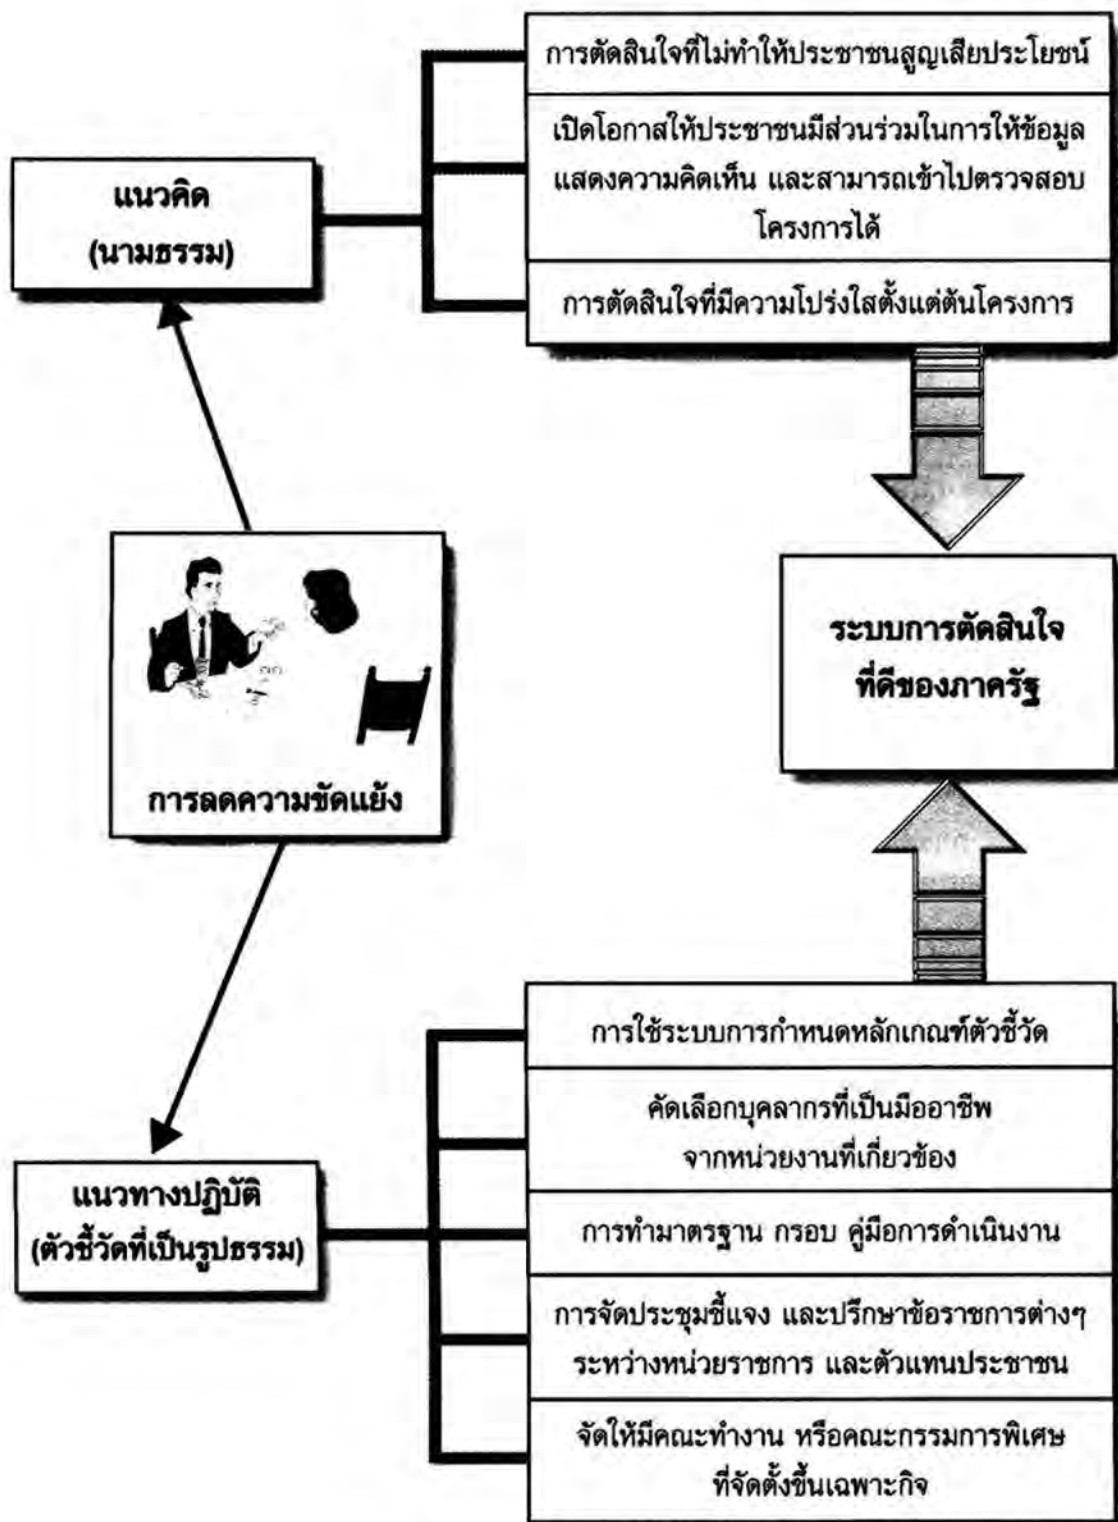 การตัดสินใจที่ไม่ทำให้ประชาชนสูญเสียประโยชน์
เปิดโอกาสให้ประชาชนมีส่วนร่วมในการให้ข้อมูล
แสดงความคิดเห็น และสามารถเข้าไปตรวจสอบ
โครงการได้
การตัดสินใจที่มีความโปร่งใสตั้งแต่ต้นโครงการ
แนวคิด
(นามธรรม)
การลดความขัดแย้ง
ระบบการตัดสินใจ
ที่ดีของภาครัฐ
แนวทางปฏิบัติ
(ตัวชี้วัดที่เป็นรูปธรรม)
การใช้ระบบการกำหนดหลักเกณฑ์ตัวชี้วัด
คัดเลือกบุคลากรที่เป็นมืออาชีพ
จากหน่วยงานที่เกี่ยวข้อง
การทำมาตรฐาน กรอบ คู่มือการดำเนินงาน
การจัดประชุมชี้แจง และปรึกษาข้อราชการต่างๆ
ระหว่างหน่วยราชการ และตัวแทนประชาชน
จัดให้มีคณะทำงาน หรือคณะกรรมการพิเศษ
ที่จัดตั้งขึ้นเฉพาะกิจ